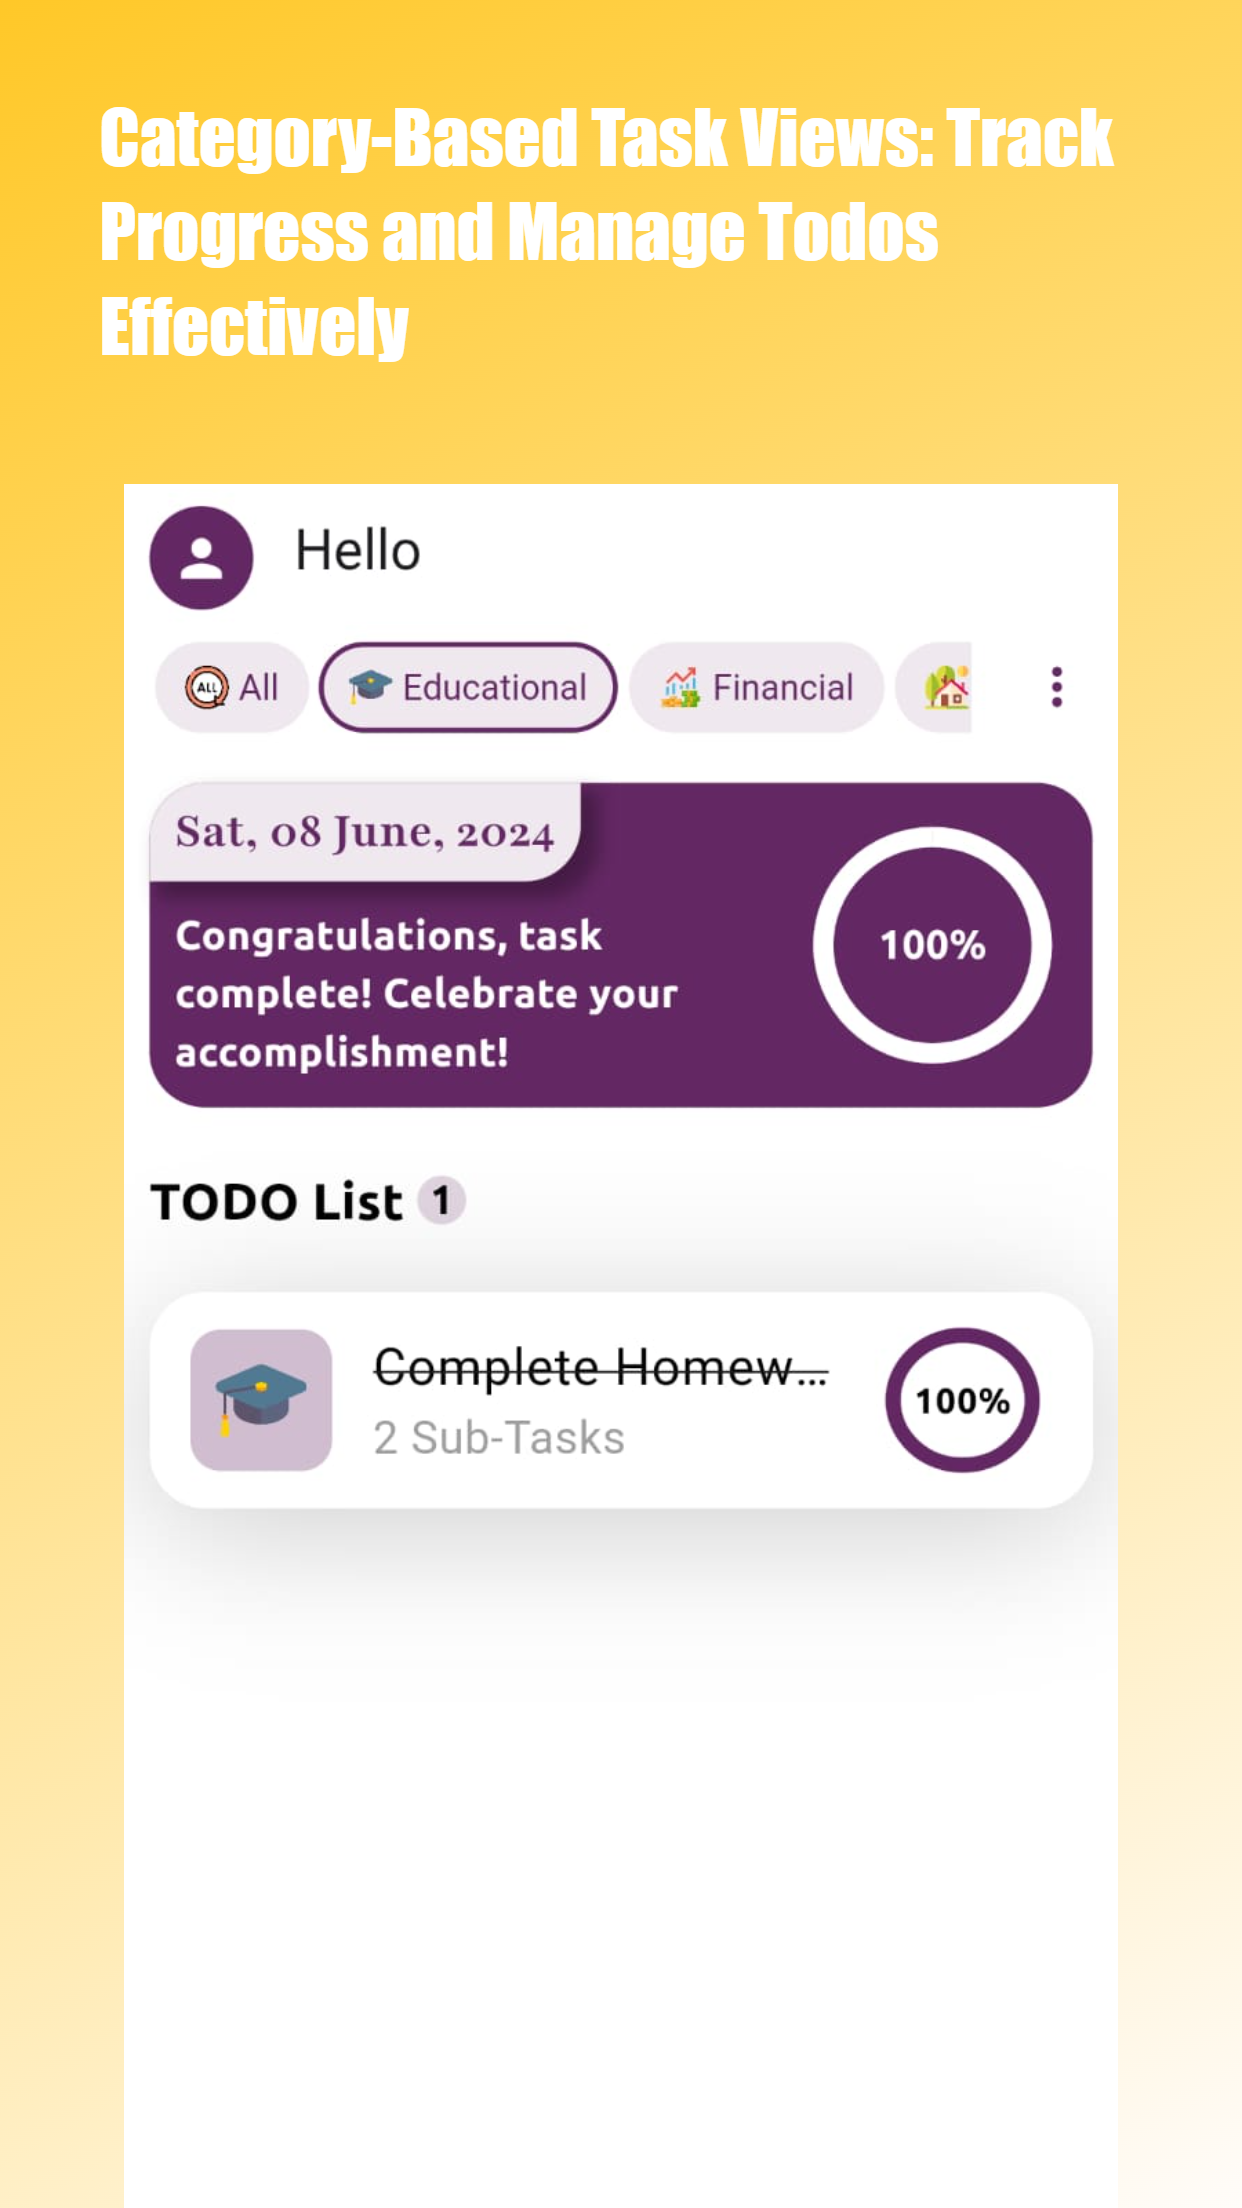 Category-Based Task Views: Track
Progress and Manage Todos
Effectively
Hello
ALL All
Educational
Financial
Sat, 08 June, 2024
Congratulations, task
complete! Celebrate your
accomplishment!
100%
TODO List 1
Complete Homew...
2 Sub-Tasks
100%